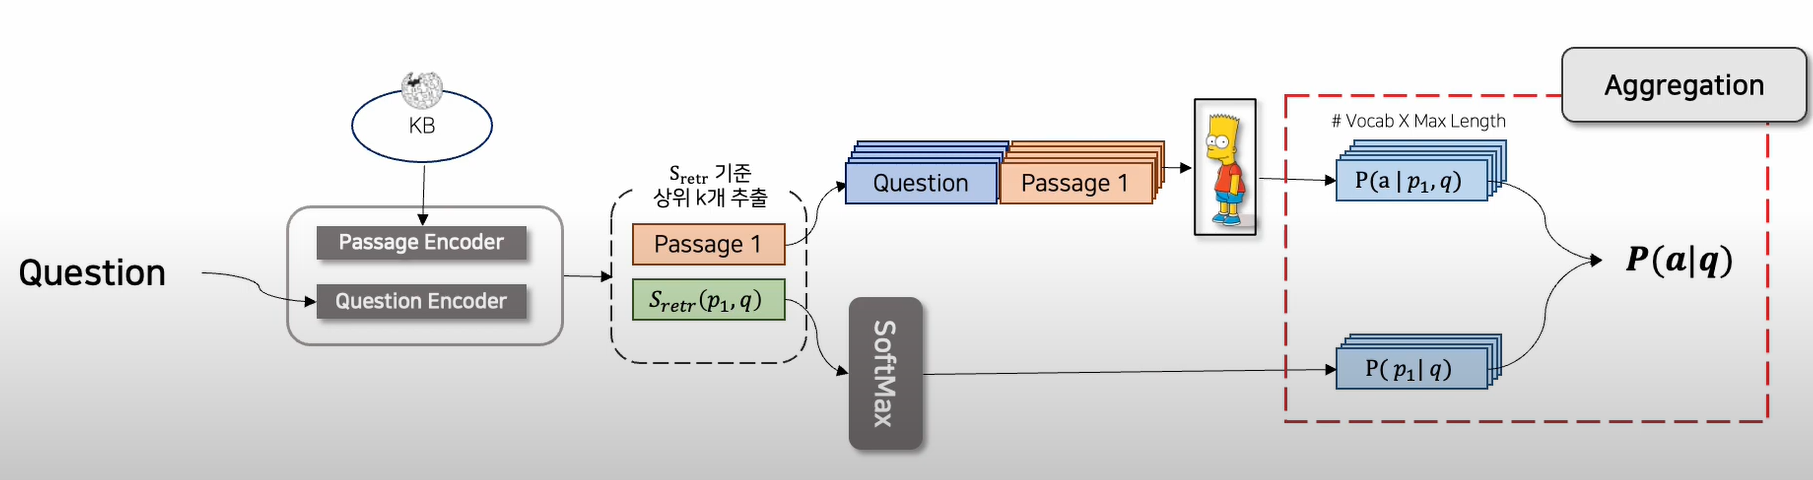 Question
KB
Passage Encoder
Question Encoder
S_retr 기준
상위 k개 추출
Passage 1
S_retr(p_1, q)
Question
Passage 1
SoftMax
Aggregation
# Vocab X Max Length
P(a | p_1, q)
P( p_1 | q)
P(a|q)